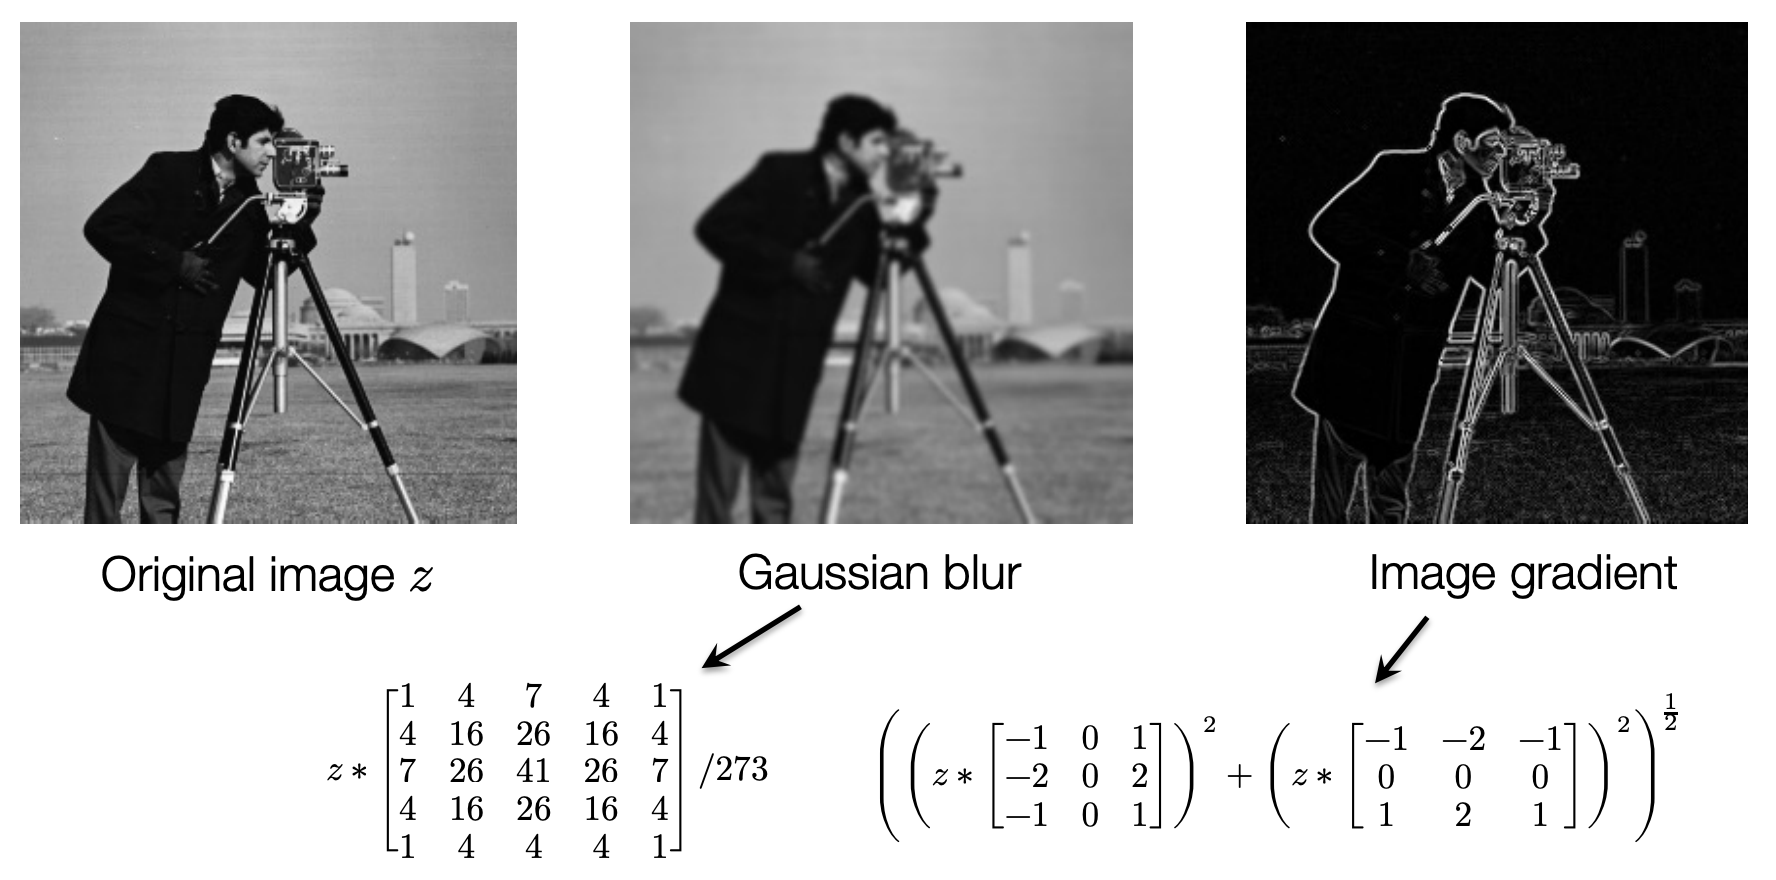 Original image z
Gaussian blur
Image gradient
z * [1 4 7 4 1
4 16 26 16 4
7 26 41 26 7
4 16 26 16 4
1 4 4 4 1] /273
((z * [−1 0 1
−2 0 2
−1 0 1])² + (z * [−1 −2 −1
0 0 0
1 2 1])²)^{1/2}